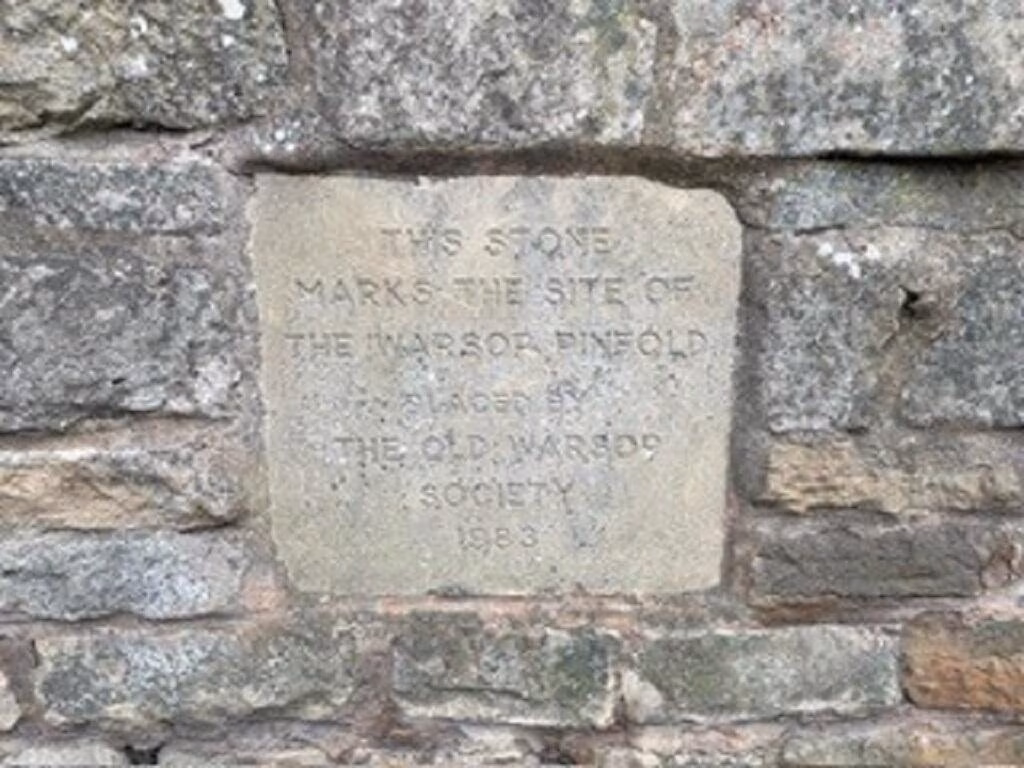 THIS STONE
MARKS THE SITE OF
THE WARSOP PINFOLD
PLACED BY
THE OLD WARSOP
SOCIETY
1983